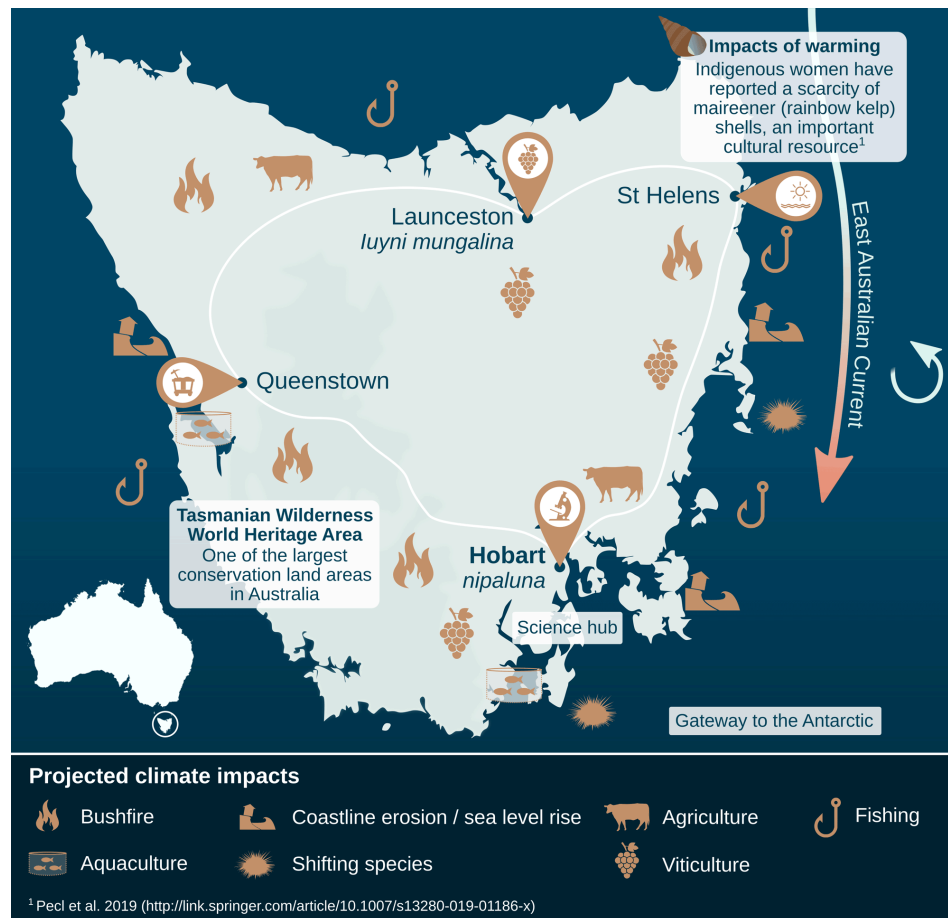 Impacts of warming
Indigenous women have
reported a scarcity of
maireener (rainbow kelp)
shells, an important
cultural resource1
St Helens
Launceston
luyni mungalina
East Australian Current
Queenstown
Tasmanian Wilderness
World Heritage Area
One of the largest
conservation land areas
in Australia
Hobart
nipaluna
Science hub
Gateway to the Antarctic
Projected climate impacts
Bushfire
Coastline erosion / sea level rise
Agriculture
Fishing
Aquaculture
Shifting species
Viticulture
1 Pecl et al. 2019 (http://link.springer.com/article/10.1007/s13280-019-01186-x)